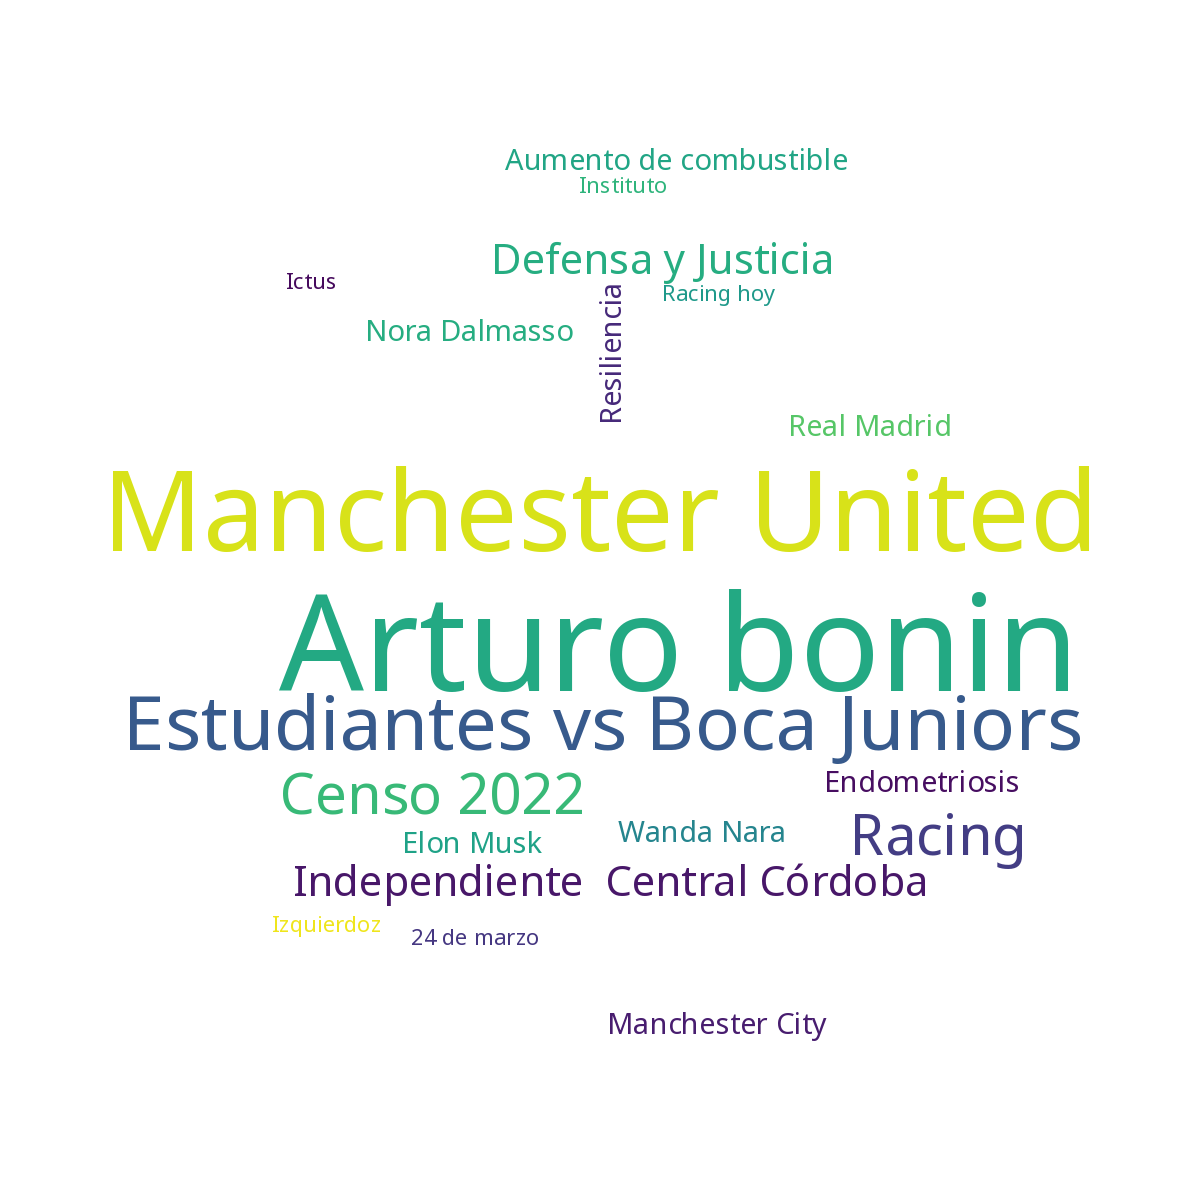 Aumento de combustible
Instituto
Defensa y Justicia
Ictus
Racing hoy
Resiliencia
Nora Dalmasso
Real Madrid
Manchester United
Arturo bonin
Estudiantes vs Boca Juniors
Censo 2022
Endometriosis
Elon Musk
Wanda Nara
Racing
Independiente
Central Córdoba
Izquierdoz
24 de marzo
Manchester City